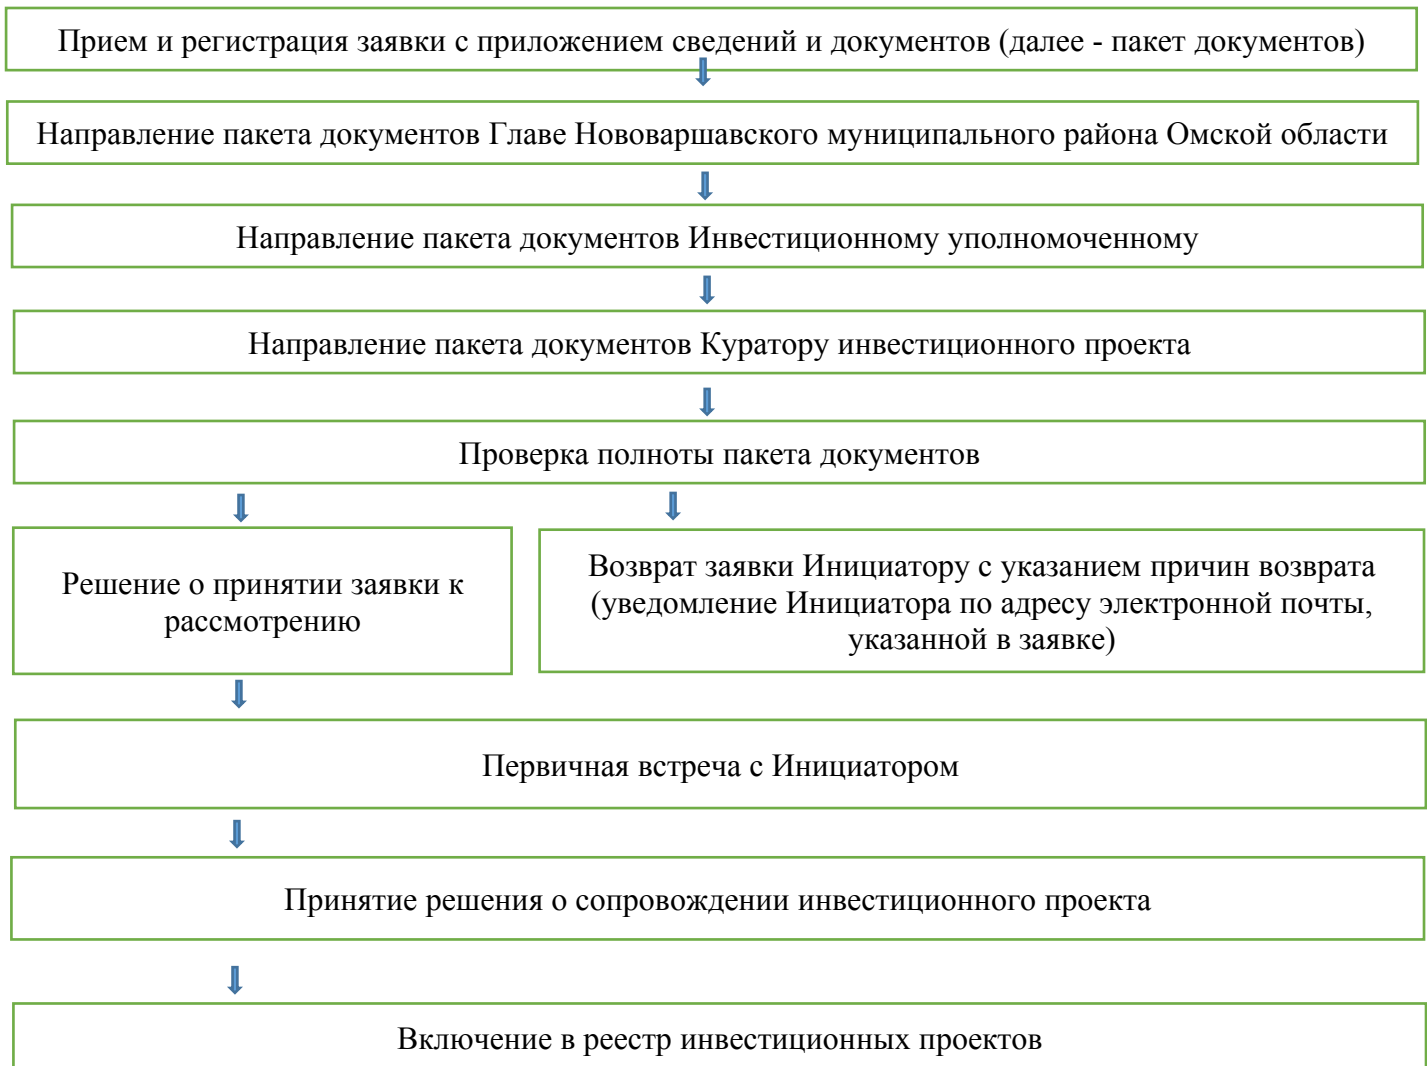 Прием и регистрация заявки с приложением сведений и документов (далее - пакет документов)
Направление пакета документов Главе Нововаршавского муниципального района Омской области
Направление пакета документов Инвестиционному уполномоченному
Направление пакета документов Куратору инвестиционного проекта
Проверка полноты пакета документов
Решение о принятии заявки к
рассмотрению
Возврат заявки Инициатору с указанием причин возврата
(уведомление Инициатора по адресу электронной почты,
указанной в заявке)
Первичная встреча с Инициатором
Принятие решения о сопровождении инвестиционного проекта
Включение в реестр инвестиционных проектов